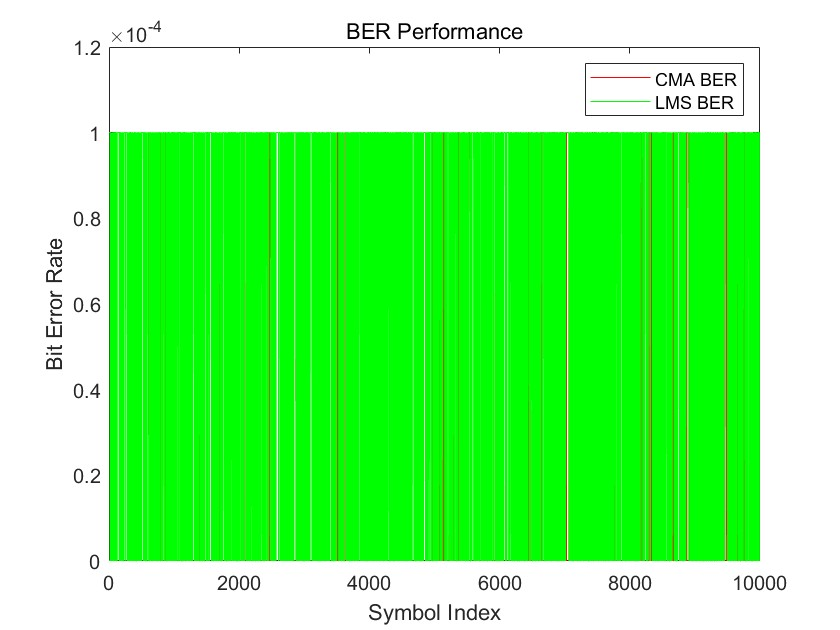 BER Performance
×10-4
1.2
1
0.8
0.6
0.4
0.2
0
Bit Error Rate
CMA BER
LMS BER
0 2000 4000 6000 8000 10000
Symbol Index